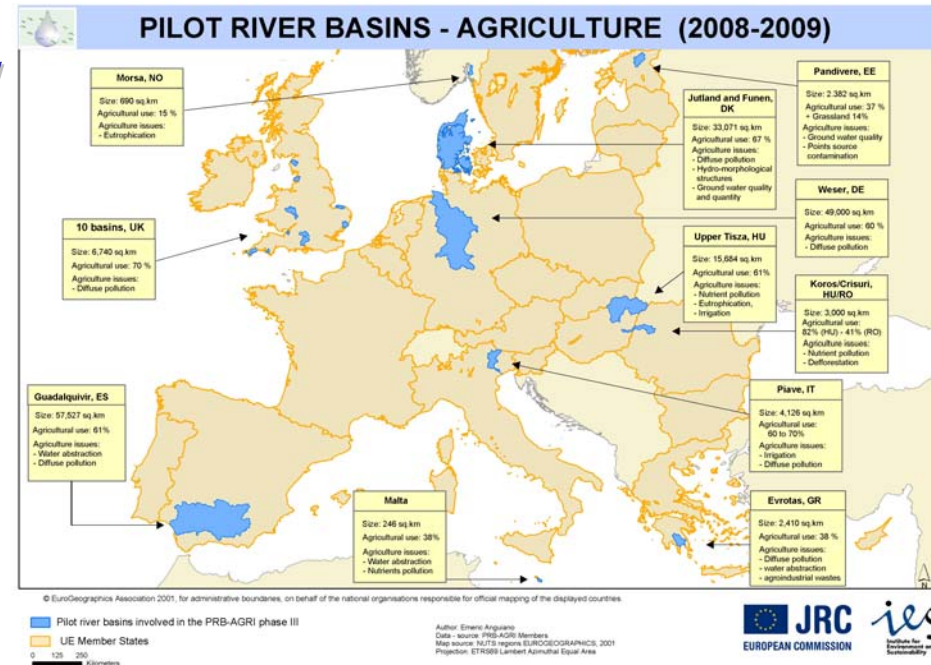 PILOT RIVER BASINS - AGRICULTURE (2008-2009)
Morsa, NO
Size: 690 sq.km
Agricultural use: 15 %
Agriculture issues:
- Eutrophication
Pandivere, EE
Size: 2.382 sq.km
Agricultural use: 37 %
+ Grassland 14%
Agriculture issues:
- Ground water quality
- Points source
contamination
Jutland and Funen,
DK
Size: 33,071 sq.km
Agricultural use: 67 %
Agriculture issues:
- Diffuse pollution
- Hydro-morphological
structures
- Ground water quality
and quantity
Weser, DE
Size: 49,000 sq.km
Agricultural use: 60 %
Agriculture issues:
- Diffuse pollution
10 basins, UK
Size: 6,740 sq.km
Agricultural use: 70 %
Agriculture issues:
- Diffuse pollution
Upper Tisza, HU
Size: 15,684 sq.km
Agricultural use: 61%
Agriculture issues:
- Nutrient pollution
- Eutrophication,
- Irrigation
Koros/Crisuri,
HU/RO
Size: 3,000 sq.km
Agricultural use:
82% (HU) - 41% (RO)
Agriculture issues:
- Nutrient pollution
- Defforestation
Guadalquivir, ES
Size: 57,527 sq.km
Agricultural use: 61%
Agriculture issues:
- Water abstraction
- Diffuse pollution
Piave, IT
Size: 4,126 sq.km
Agricultural use:
60 to 70%
Agriculture issues:
- Irrigation
- Diffuse pollution
Malta
Size: 246 sq.km
Agricultural use: 38%
Agriculture issues:
- Water abstraction
- Nutrients pollution
Evrotas, GR
Size: 2,410 sq.km
Agricultural use: 38 %
Agriculture issues:
- Diffuse pollution
- water abstraction
- agroindustrial wastes
N
© EuroGeographics Association 2001, for administrative boundaries, on behalf of the national organisations responsible for official mapping of the displayed countries.
Pilot river basins involved in the PRB-AGRI phase III
UE Member States
0 125 250
Kilometers
Author: Emeric Anguiano
Data - source: PRB-AGRI Members
Map source: NUTS regions EUROGEOGRAPHICS, 2001
Projection: ETRS89 Lambert Azimuthal Equal Area
JRC
EUROPEAN COMMISSION
ies
Institute for
Environment and
Sustainability